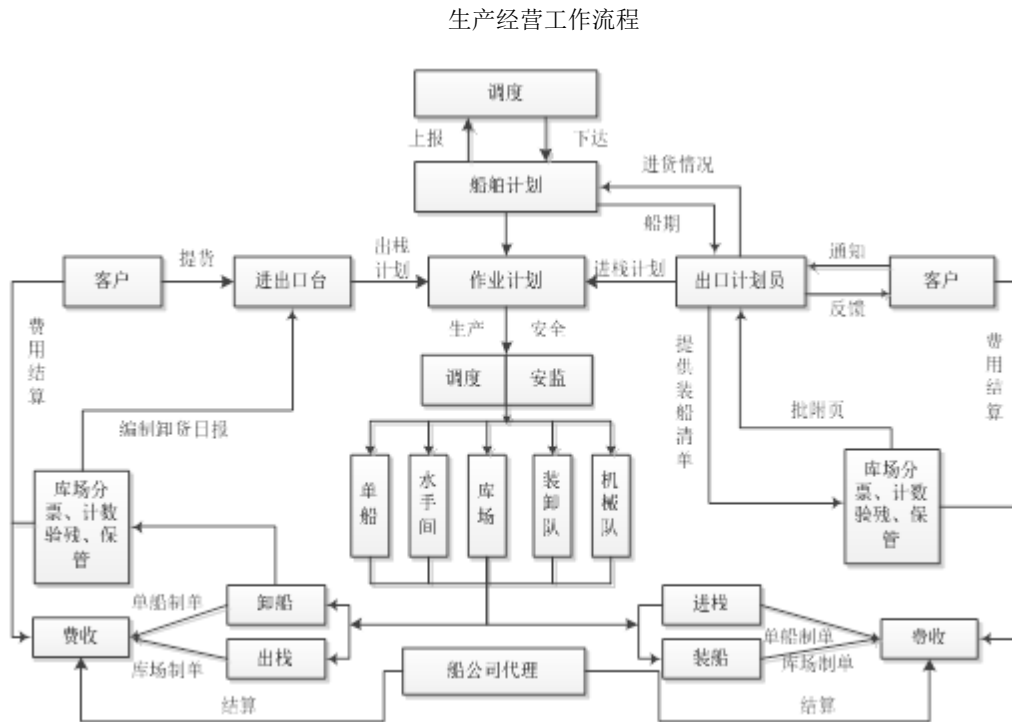 生产经营工作流程
调度
上报
下达
船舶计划
进货情况
船期
客户
提货
进出口台
出栈
计划
作业计划
进栈计划
出口计划员
通知
反馈
客户
生产
安全
费用结算
调度
安监
提供装船清单
费用结算
编制卸货日报
批附页
库场分
票、计数
验残、保
管
单船
水手间
库场
装卸队
机械队
库场分
票、计数
验残、保
管
单船制单
卸船
进栈
单船制单
费收
费收
库场制单
出栈
装船
库场制单
船公司代理
结算
结算